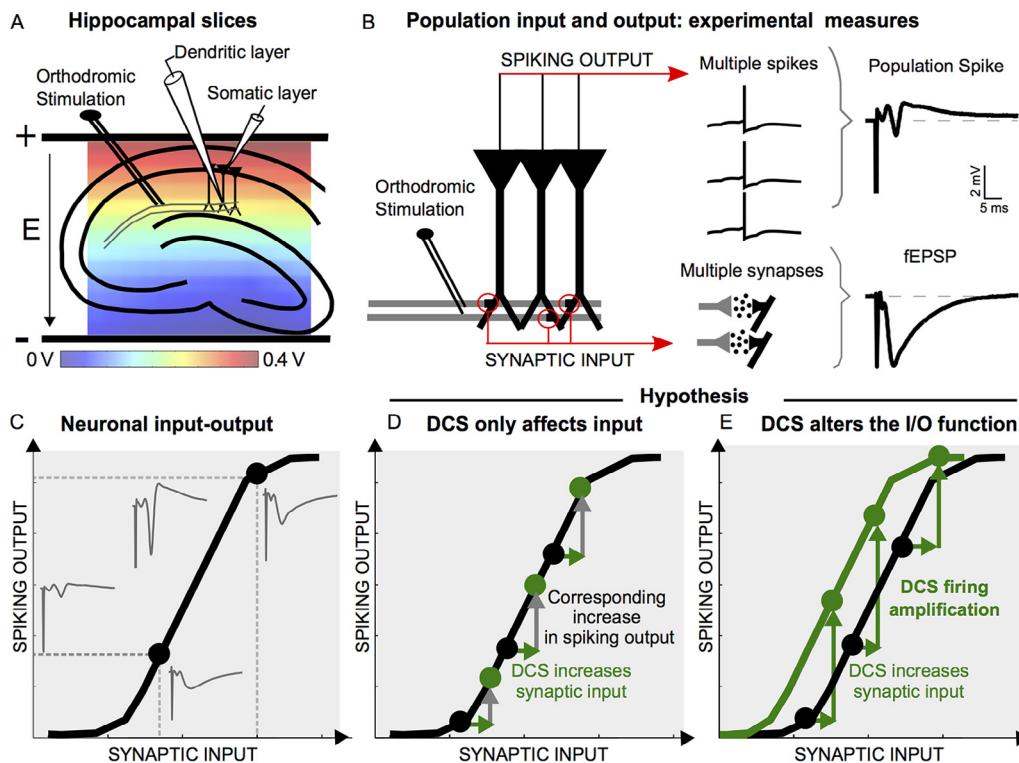 A Hippocampal slices
Dendritic layer
Orthodromic
Stimulation
Somatic layer
+
E
-
0 V
0.4 V
B Population input and output: experimental measures
SPIKING OUTPUT
Multiple spikes
Population Spike
Orthodromic
Stimulation
2 mV
5 ms
Multiple synapses
fEPSP
SYNAPTIC INPUT
Hypothesis
C Neuronal input-output
SPIKING OUTPUT
SYNAPTIC INPUT
D DCS only affects input
SPIKING OUTPUT
Corresponding
increase
in spiking output
DCS increases
synaptic input
SYNAPTIC INPUT
E DCS alters the I/O function
SPIKING OUTPUT
DCS firing
amplification
DCS increases
synaptic input
SYNAPTIC INPUT